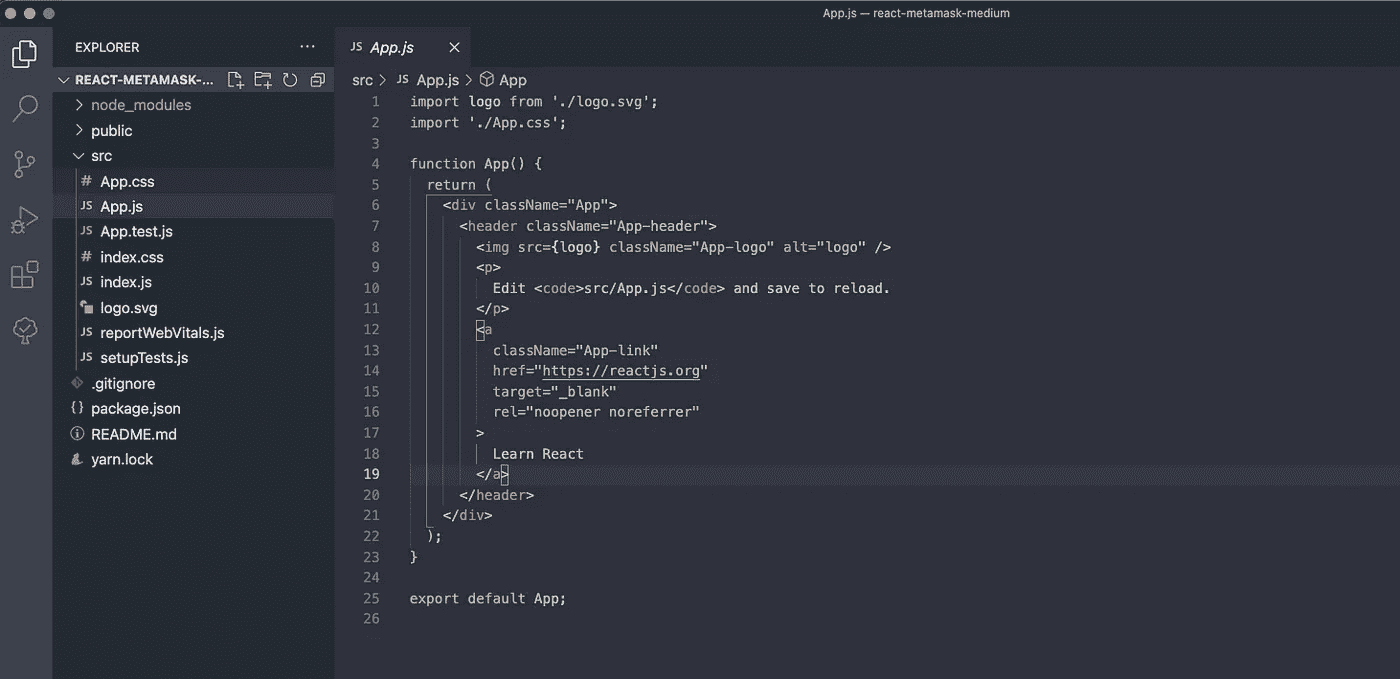 App.js — react-metamask-medium
EXPLORER
REACT-METAMASK-...
node_modules
public
src
# App.css
JS App.js
JS App.test.js
# index.css
JS index.js
logo.svg
JS reportWebVitals.js
JS setupTests.js
.gitignore
{} package.json
README.md
yarn.lock
JS App.js
src > JS App.js > App
1 import logo from './logo.svg';
2 import './App.css';
3
4 function App() {
5   return (
6     <div className="App">
7       <header className="App-header">
8         <img src={logo} className="App-logo" alt="logo" />
9         <p>
10           Edit <code>src/App.js</code> and save to reload.
11         </p>
12         <a
13           className="App-link"
14           href="https://reactjs.org"
15           target="_blank"
16           rel="noopener noreferrer"
17         >
18           Learn React
19         </a>
20       </header>
21     </div>
22   );
23 }
24
25 export default App;
26